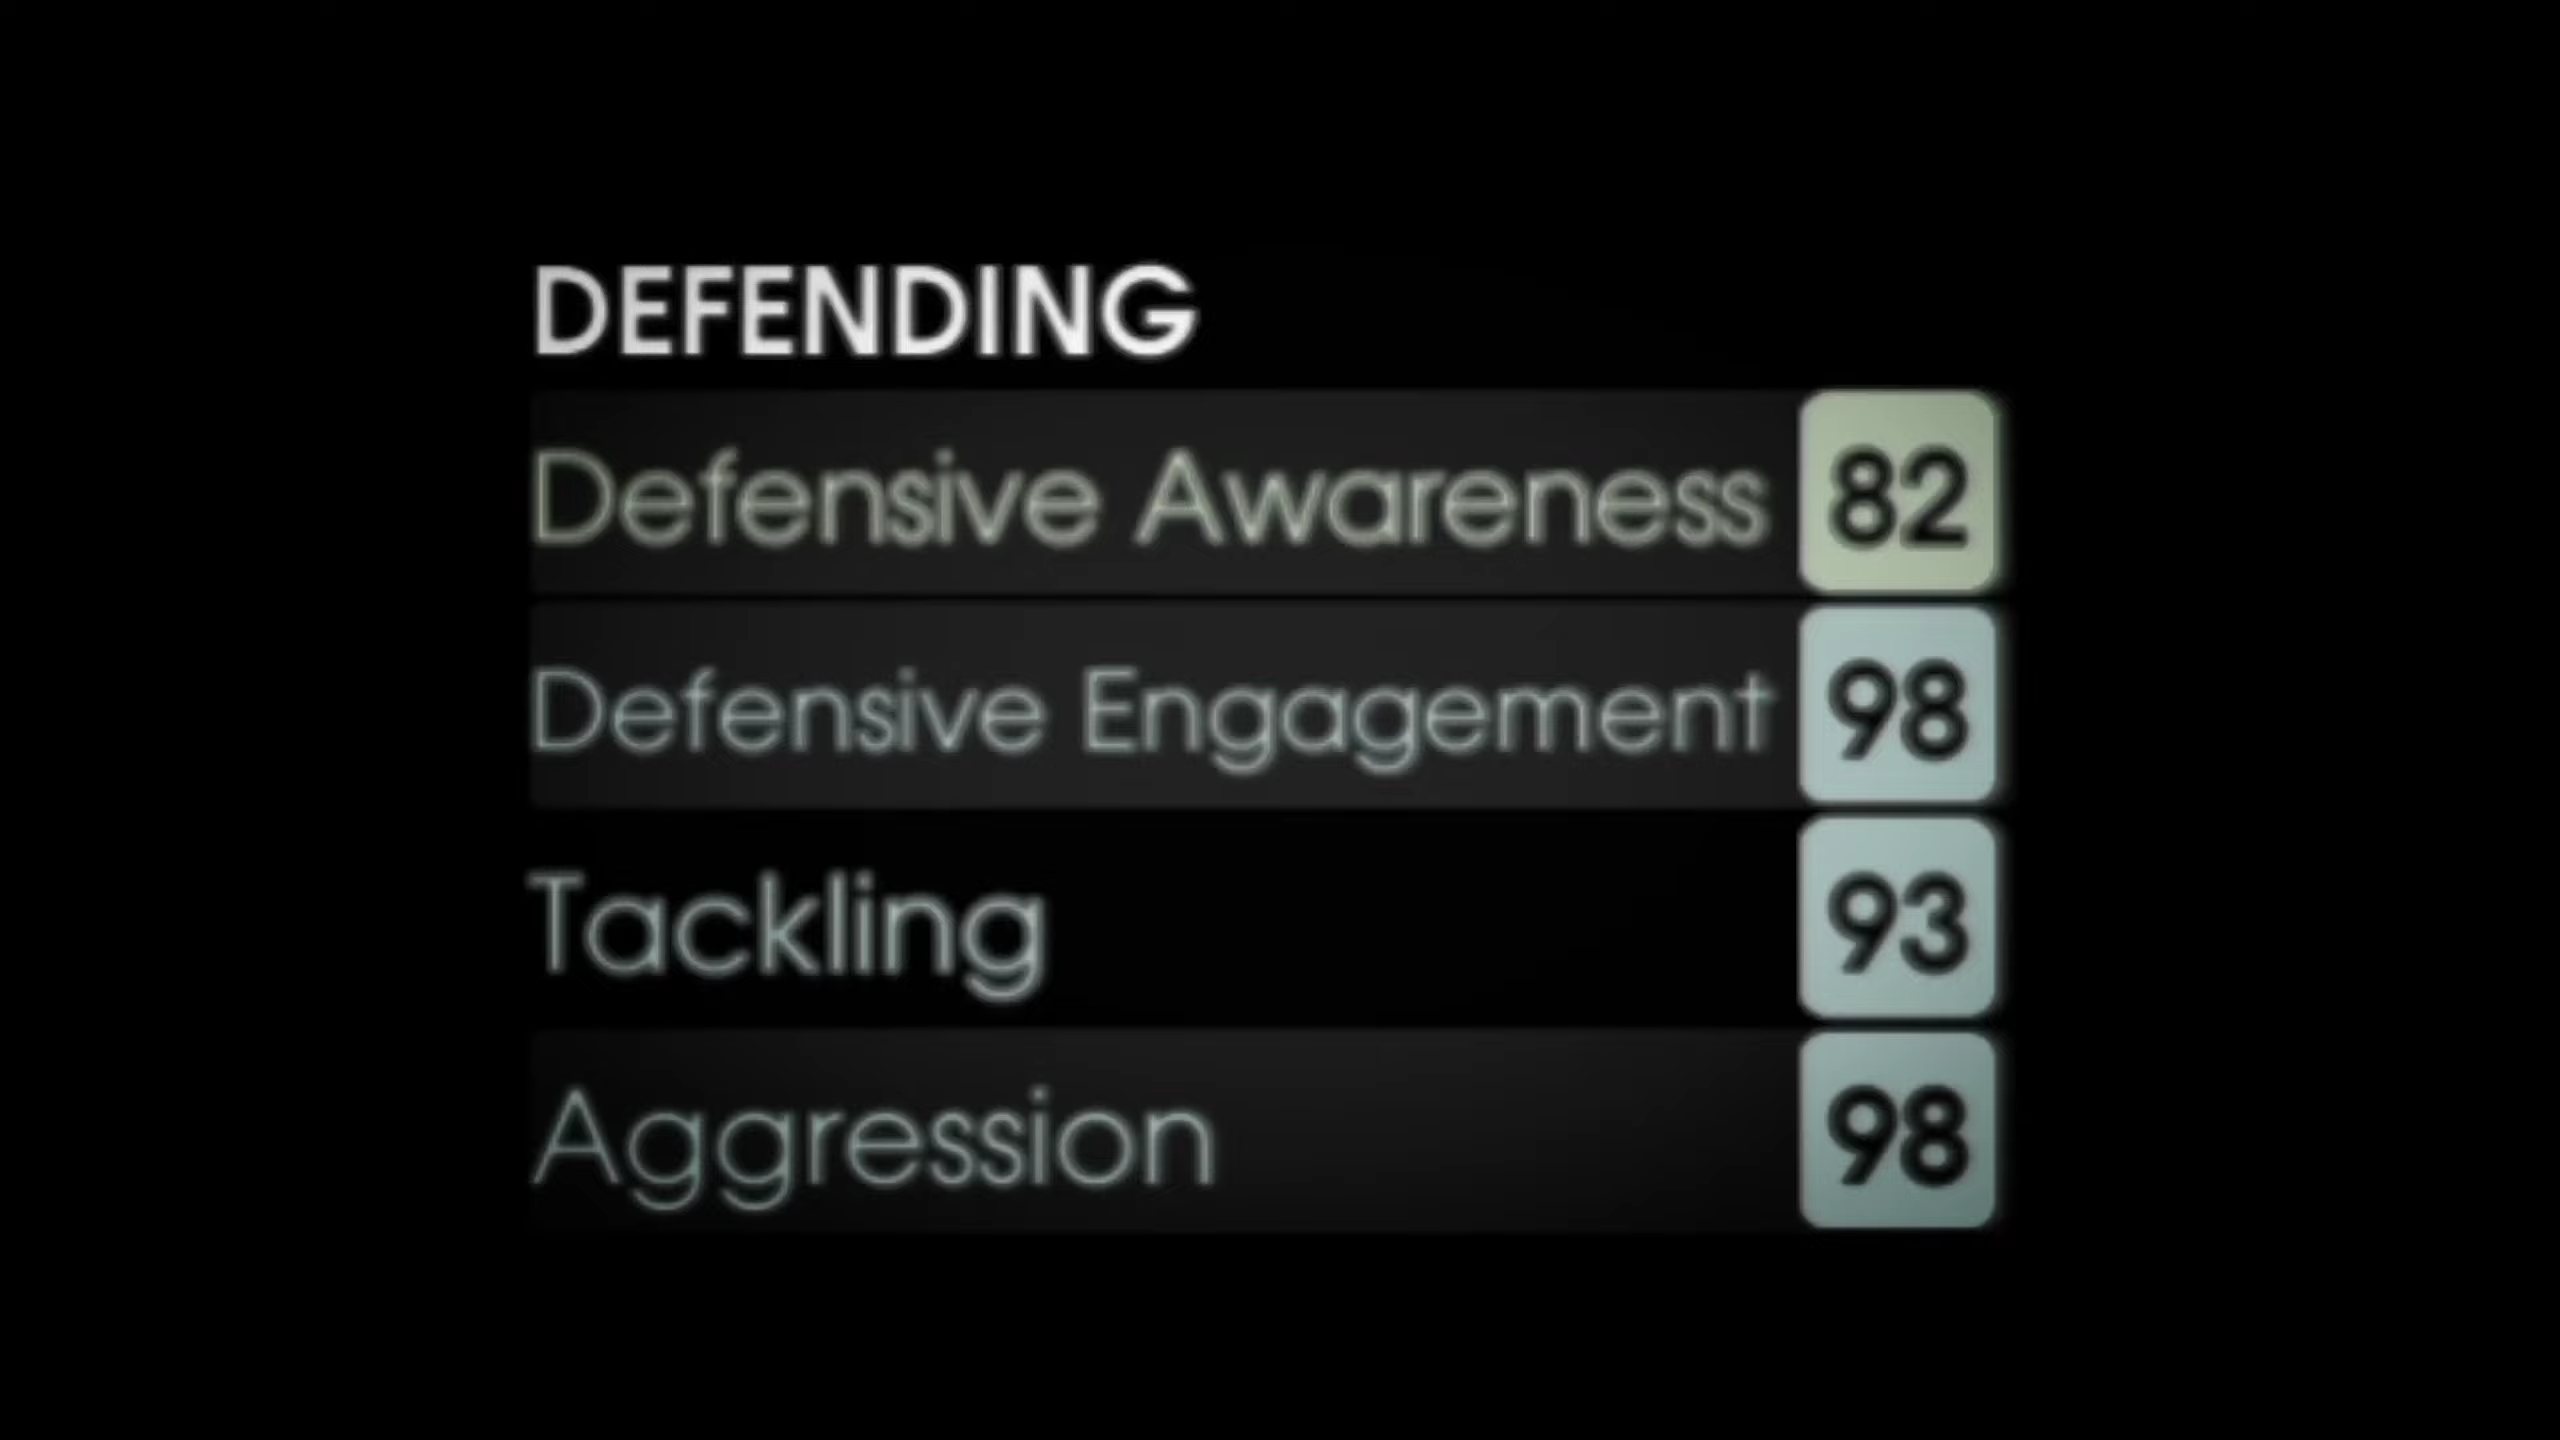 DEFENDING
Defensive Awareness 82
Defensive Engagement 98
Tackling 93
Aggression 98